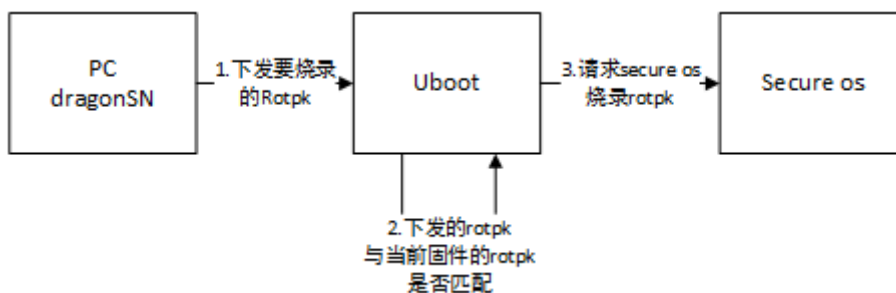 PC
dragonSN
1.下发要烧录
的Rotpk
Uboot
3.请求secure os
烧录rotpk
Secure os
2.下发的rotpk
与当前固件的rotpk
是否匹配